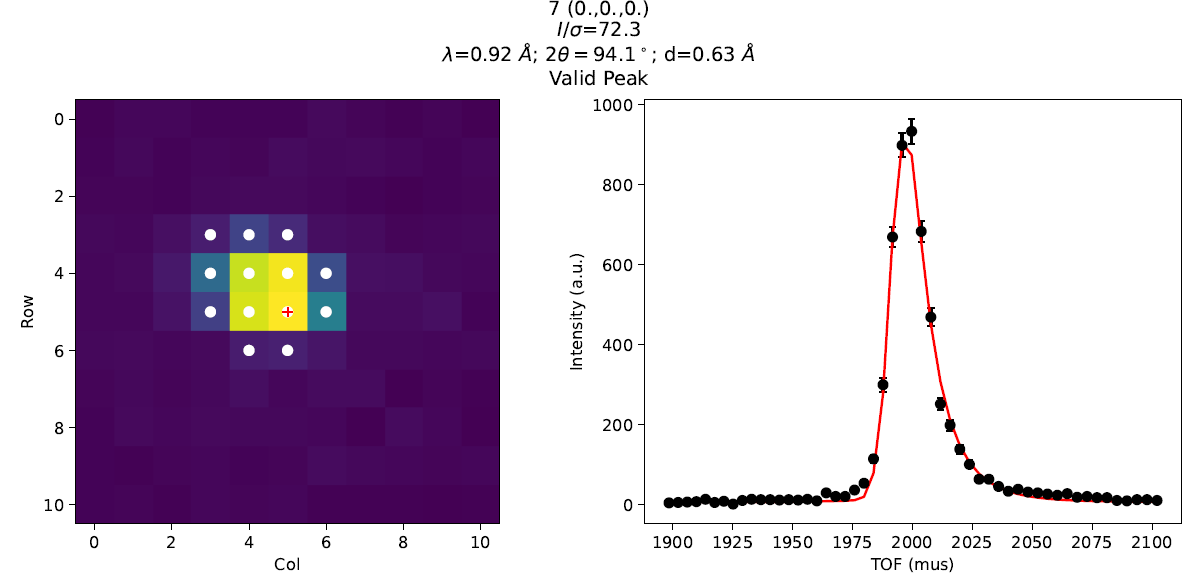 7 (0.,0.,0.)
I/σ=72.3
λ=0.92 Å; 2θ = 94.1°; d=0.63 Å
Valid Peak
0
2
4
6
8
10
Row
0 2 4 6 8 10
Col
1000
800
600
400
200
0
Intensity (a.u.)
1900 1925 1950 1975 2000 2025 2050 2075 2100
TOF (mus)